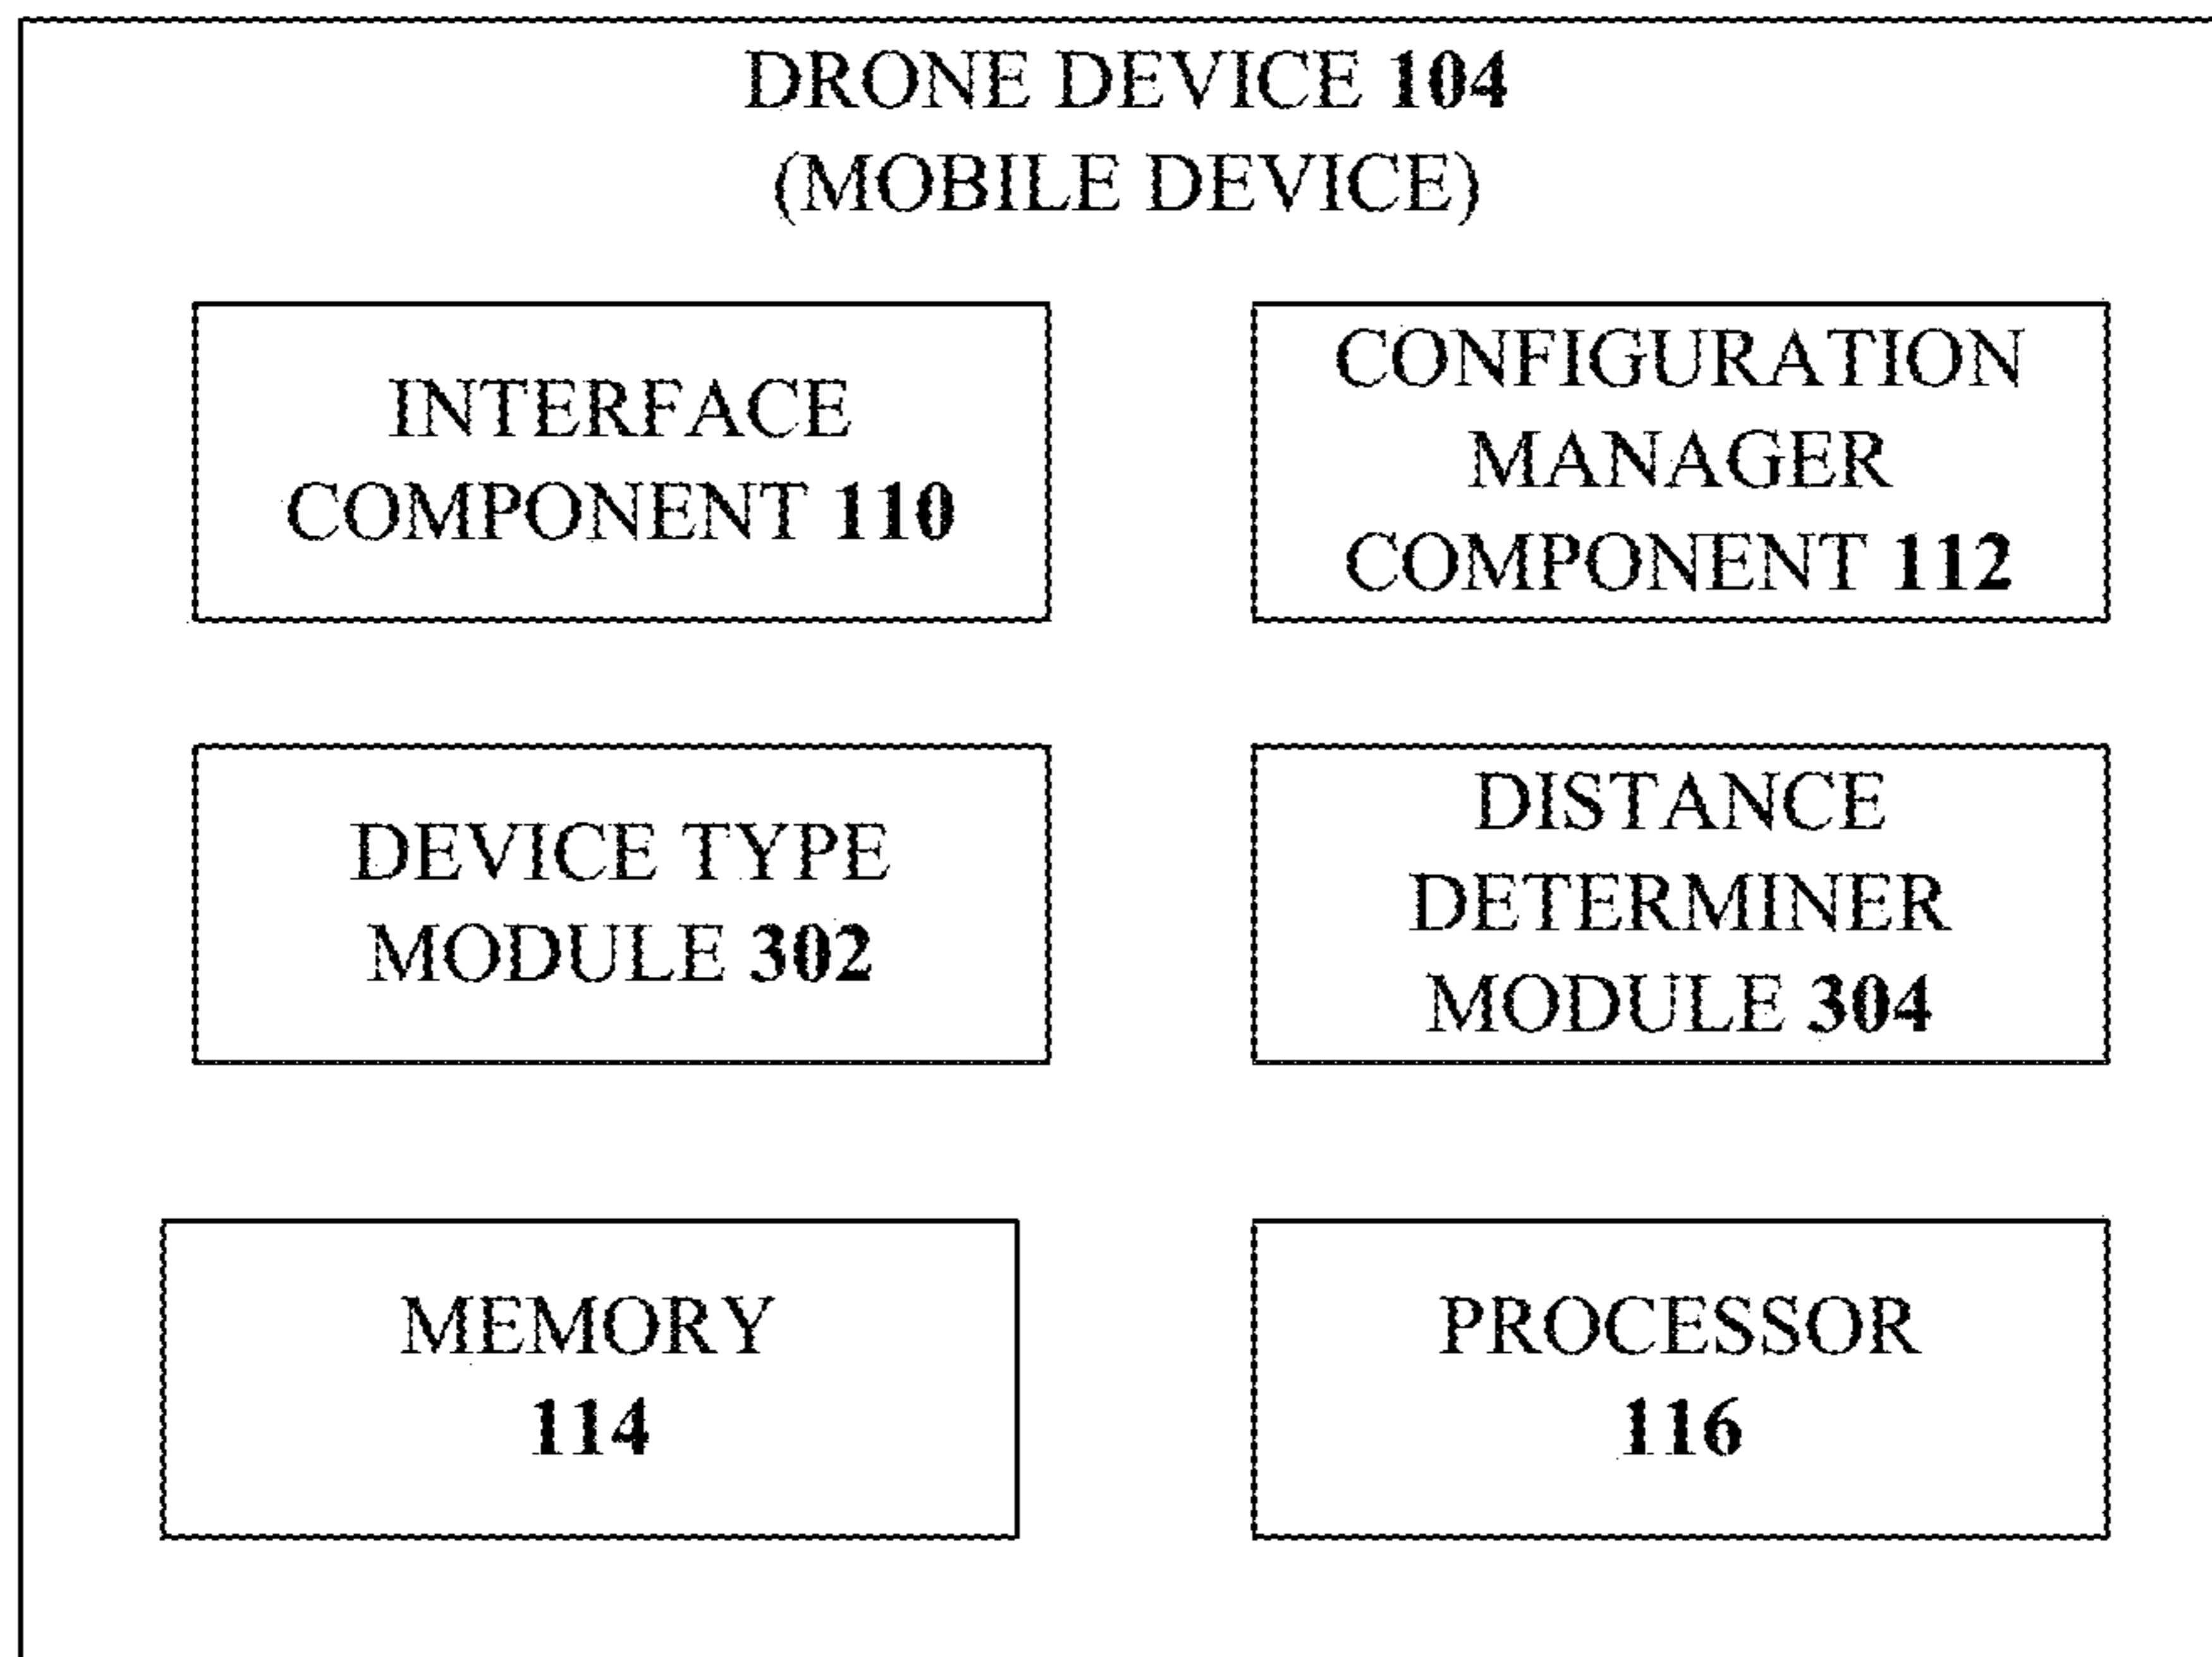 DRONE DEVICE 104
(MOBILE DEVICE)
INTERFACE
COMPONENT 110
CONFIGURATION
MANAGER
COMPONENT 112
DEVICE TYPE
MODULE 302
DISTANCE
DETERMINER
MODULE 304
MEMORY
114
PROCESSOR
116